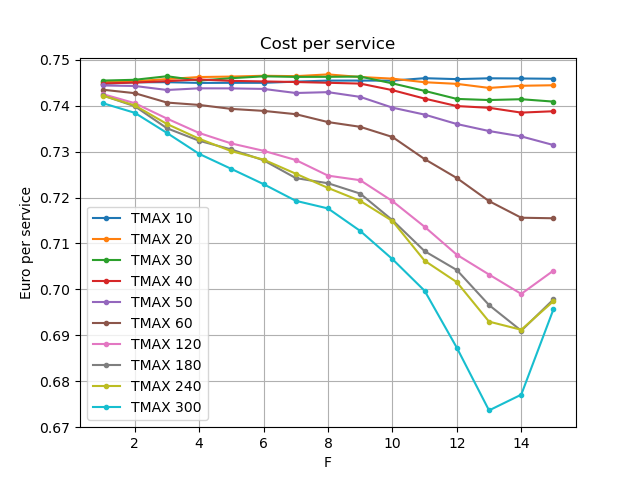 Cost per service
0.75
0.74
0.73
0.72
0.71
0.70
0.69
0.68
0.67
Euro per service
TMAX 10
TMAX 20
TMAX 30
TMAX 40
TMAX 50
TMAX 60
TMAX 120
TMAX 180
TMAX 240
TMAX 300
2 4 6 8 10 12 14
F